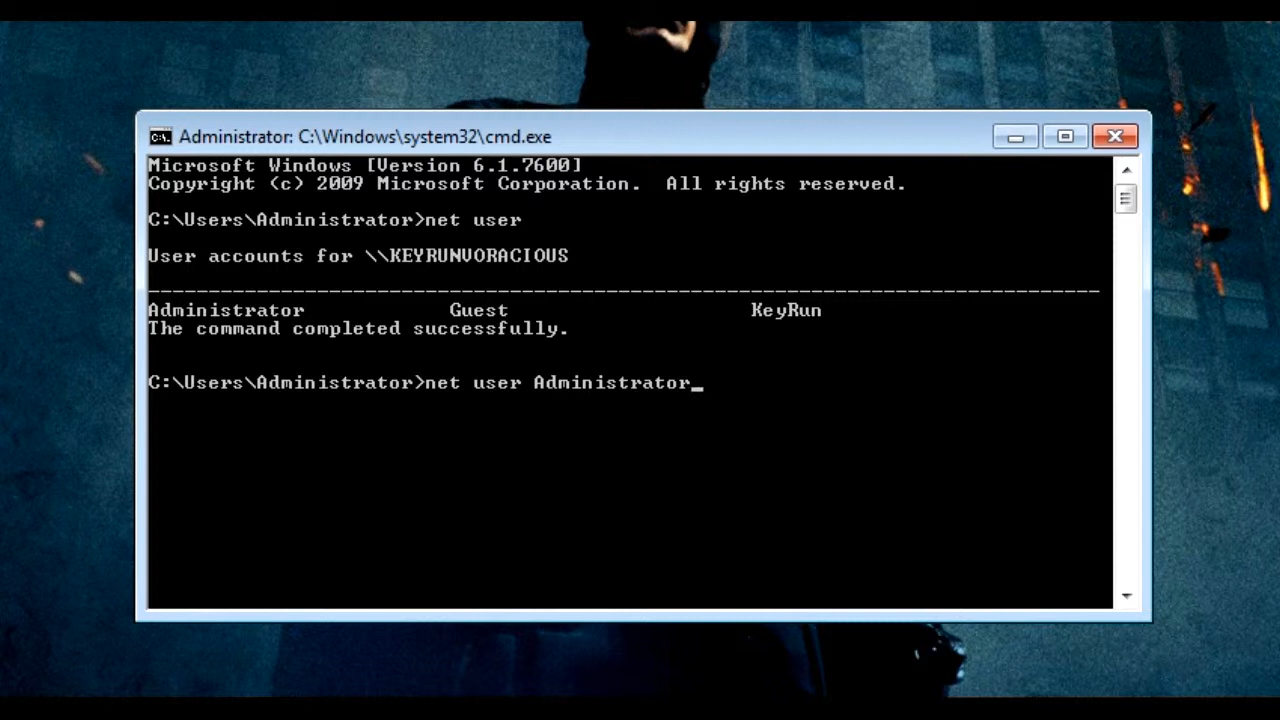 Administrator: C:\Windows\system32\cmd.exe
Microsoft Windows [Version 6.1.7600]
Copyright (c) 2009 Microsoft Corporation.  All rights reserved.
C:\Users\Administrator>net user
User accounts for \\KEYRUNVORACIOUS
-------------------------------------------------------------------------------
Administrator            Guest                    KeyRun
The command completed successfully.
C:\Users\Administrator>net user Administrator_